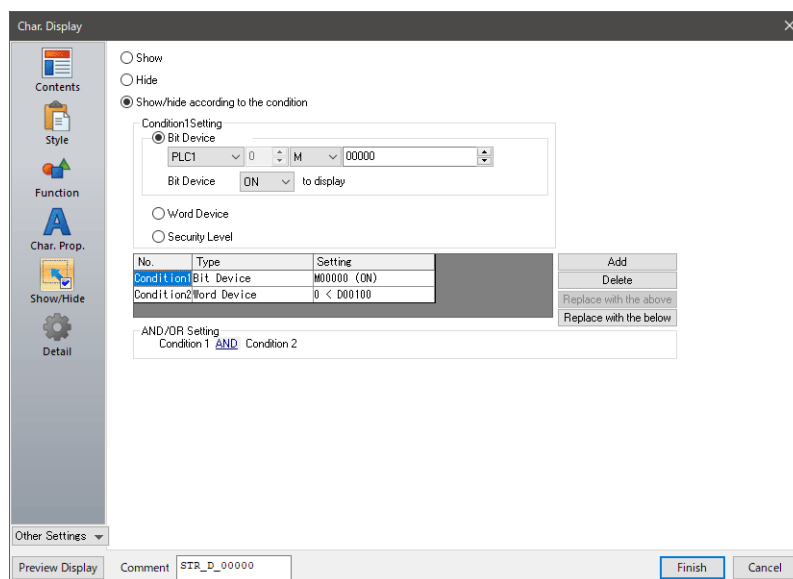 Char. Display
Contents
Style
Function
Char. Prop.
Show/Hide
Detail
Other Settings
Show
Hide
Show/hide according to the condition
Condition1Setting
Bit Device
PLC1 0 M 00000
Bit Device ON to display
Word Device
Security Level
No. Type Setting
Condition1 Bit Device M00000 (ON)
Condition2 Word Device 0 < D00100
Add
Delete
Replace with the above
Replace with the below
AND/OR Setting
Condition 1 AND Condition 2
Preview Display Comment STR_D_00000 Finish Cancel